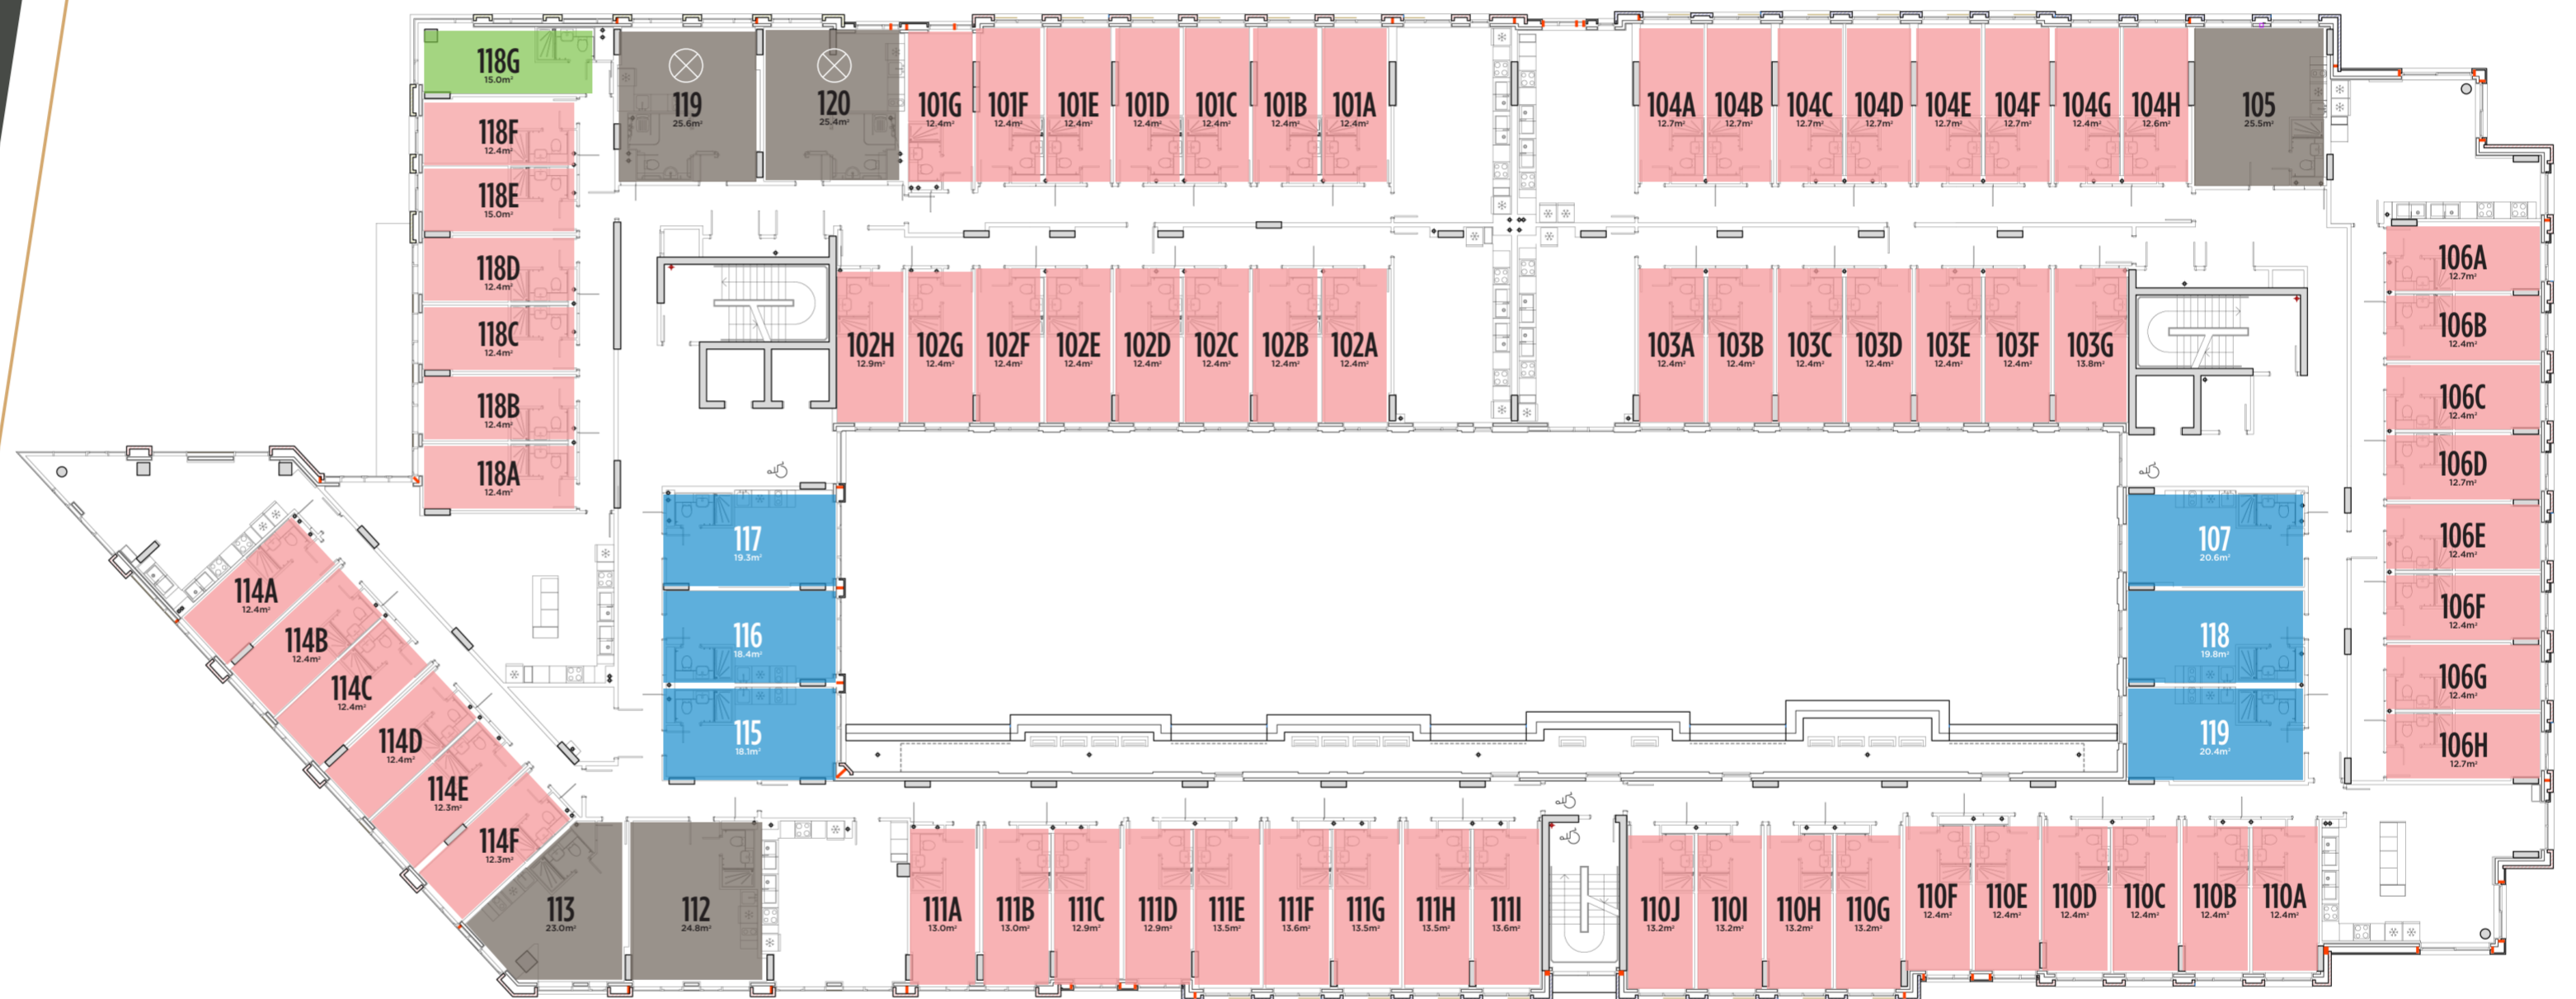 118G
15.0m²
118F
12.4m²
118E
15.0m²
118D
12.4m²
118C
12.4m²
118B
12.4m²
118A
12.4m²
119
25.6m²
120
25.4m²
101G
12.4m²
101F
12.4m²
101E
12.4m²
101D
12.4m²
101C
12.4m²
101B
12.4m²
101A
12.4m²
104A
12.7m²
104B
12.7m²
104C
12.7m²
104D
12.7m²
104E
12.7m²
104F
12.7m²
104G
12.4m²
104H
12.6m²
105
25.5m²
102H
12.9m²
102G
12.4m²
102F
12.4m²
102E
12.4m²
102D
12.4m²
102C
12.4m²
102B
12.4m²
102A
12.4m²
103A
12.4m²
103B
12.4m²
103C
12.4m²
103D
12.4m²
103E
12.4m²
103F
12.4m²
103G
13.8m²
106A
12.7m²
106B
12.4m²
106C
12.4m²
106D
12.7m²
106E
12.4m²
106F
12.4m²
106G
12.4m²
106H
12.7m²
117
19.3m²
116
18.4m²
115
18.1m²
107
20.6m²
118
19.8m²
119
20.4m²
114A
12.4m²
114B
12.4m²
114C
12.4m²
114D
12.4m²
114E
12.3m²
114F
12.3m²
113
23.0m²
112
24.8m²
111A
13.0m²
111B
13.0m²
111C
12.9m²
111D
12.9m²
111E
13.5m²
111F
13.6m²
111G
13.5m²
111H
13.5m²
111I
13.6m²
110J
13.2m²
110I
13.2m²
110H
13.2m²
110G
13.2m²
110F
12.4m²
110E
12.4m²
110D
12.4m²
110C
12.4m²
110B
12.4m²
110A
12.4m²